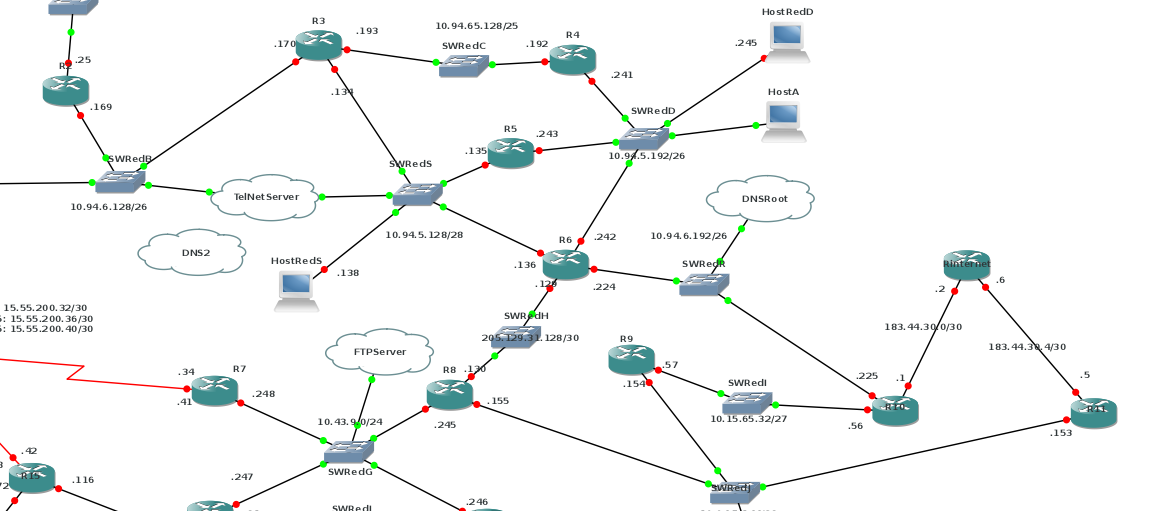 HostRedD
R3
.193
10.94.65.128/25
R4
.245
.170
SWRedC
.192
.25
.241
HostA
.134
.169
SWRedD
R5
.243
.135
10.94.5.192/26
SWRedB
SWRedS
TelNetServer
DNSRoot
10.94.6.128/26
10.94.5.128/28
R6
.242
10.94.6.192/26
DNS2
HostRedS
.138
.136
SWRedR
RInternet
.129
.224
.2
.6
15.55.200.32/30
: 15.55.200.36/30
: 15.55.200.40/30
SWRedH
205.129.31.128/30
183.44.30.0/30
183.44.30.4/30
FTPServer
R9
.34
R7
R8
.130
.57
.154
SWRedI
.225
.1
.5
.41
.248
.155
10.15.65.32/27
R10
R11
.56
10.43.9.0/24
.245
.153
.42
SWRedG
R15
.116
.247
SWRedJ
.246
SWRedL